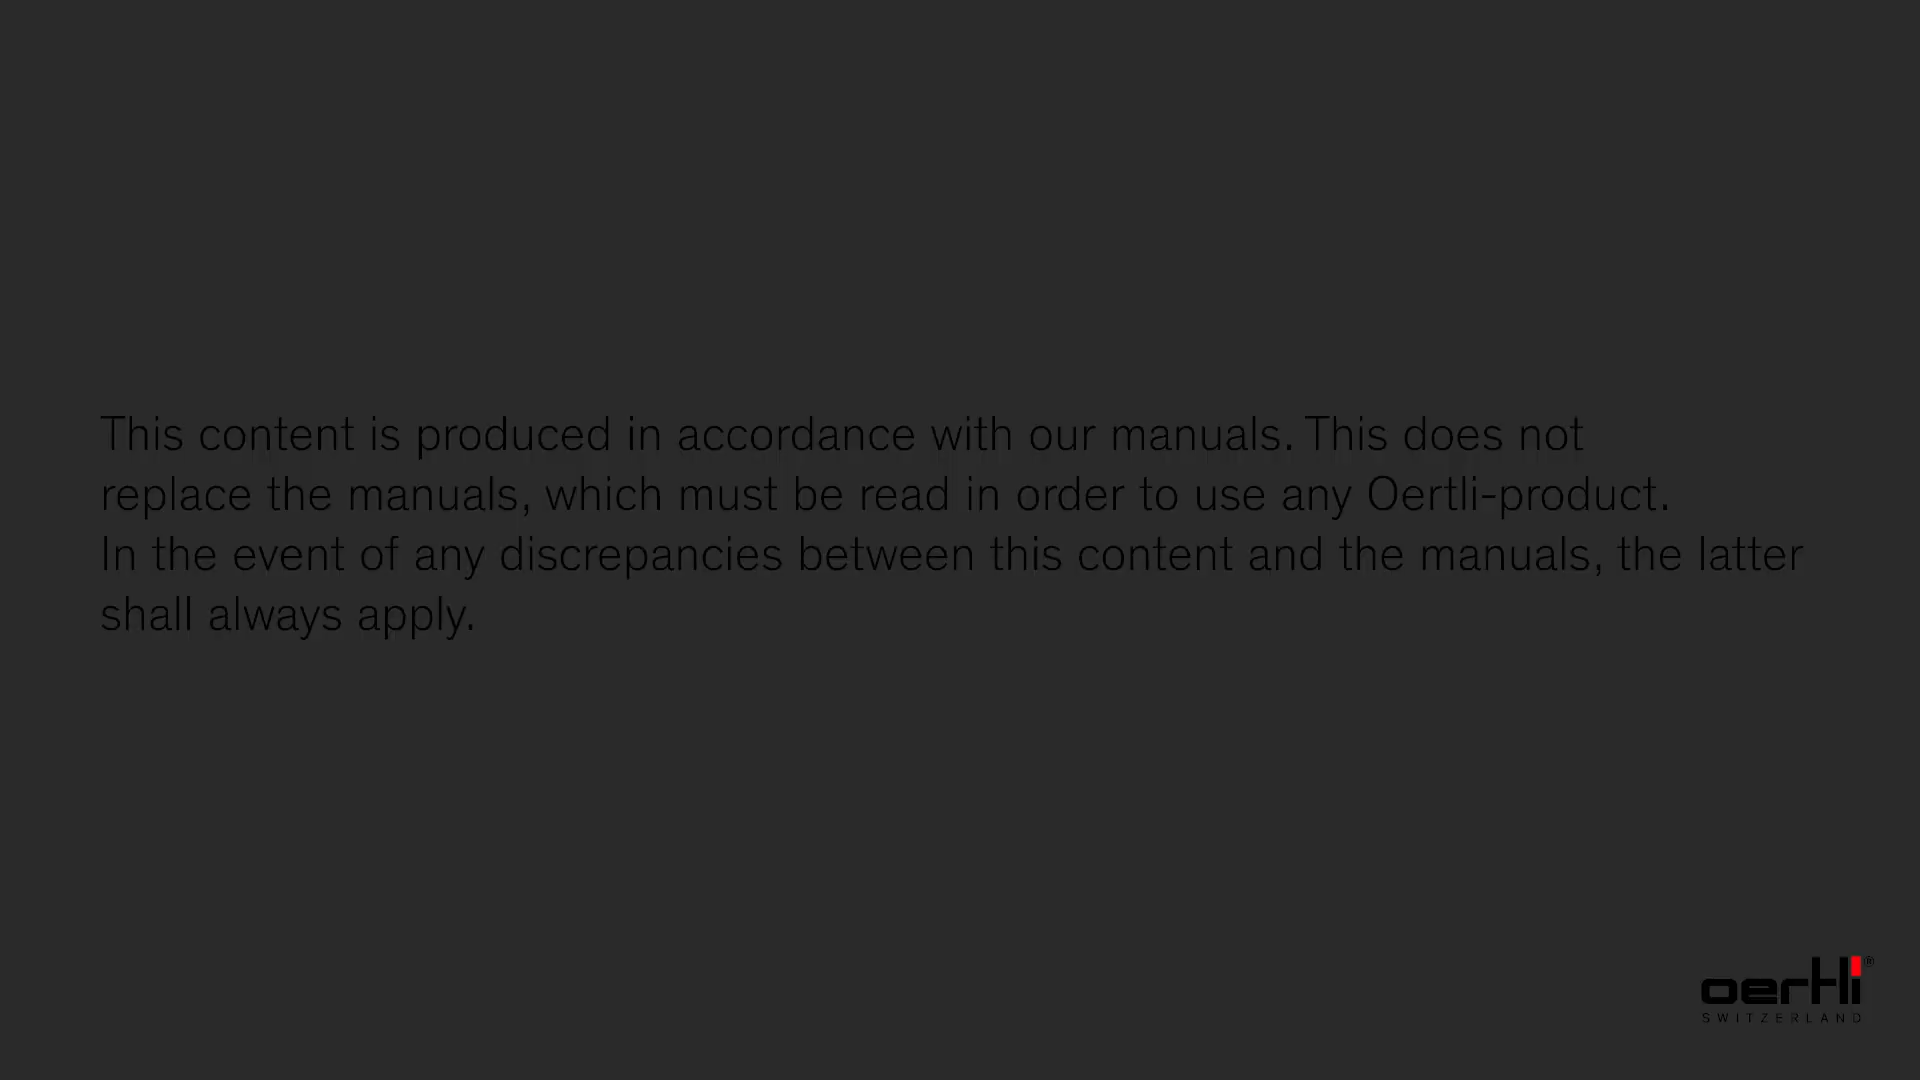 This content is produced in accordance with our manuals. This does not
replace the manuals, which must be read in order to use any Oertli-product.
In the event of any discrepancies between this content and the manuals, the latter
shall always apply.
oertli®
SWITZERLAND